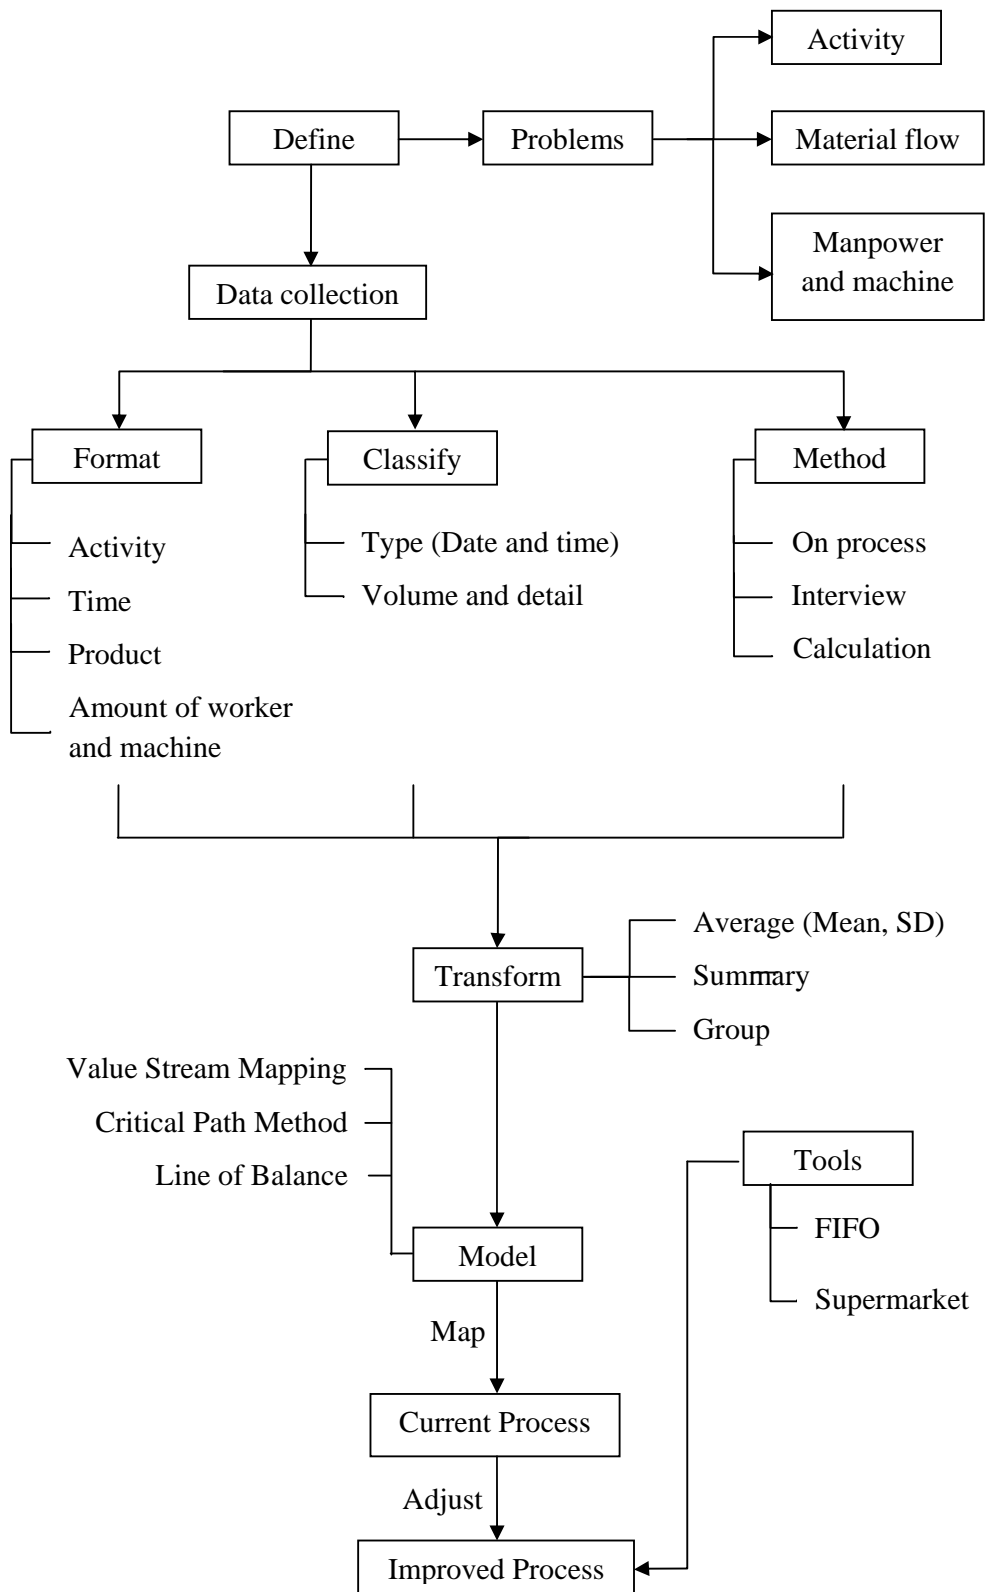 Activity
Define
Problems
Material flow
Manpower
and machine
Data collection
Format
Classify
Method
Activity
Time
Product
Amount of worker
and machine
Type (Date and time)
Volume and detail
On process
Interview
Calculation
Transform
Average (Mean, SD)
Summary
Group
Value Stream Mapping
Critical Path Method
Line of Balance
Model
Tools
FIFO
Supermarket
Map
Current Process
Adjust
Improved Process